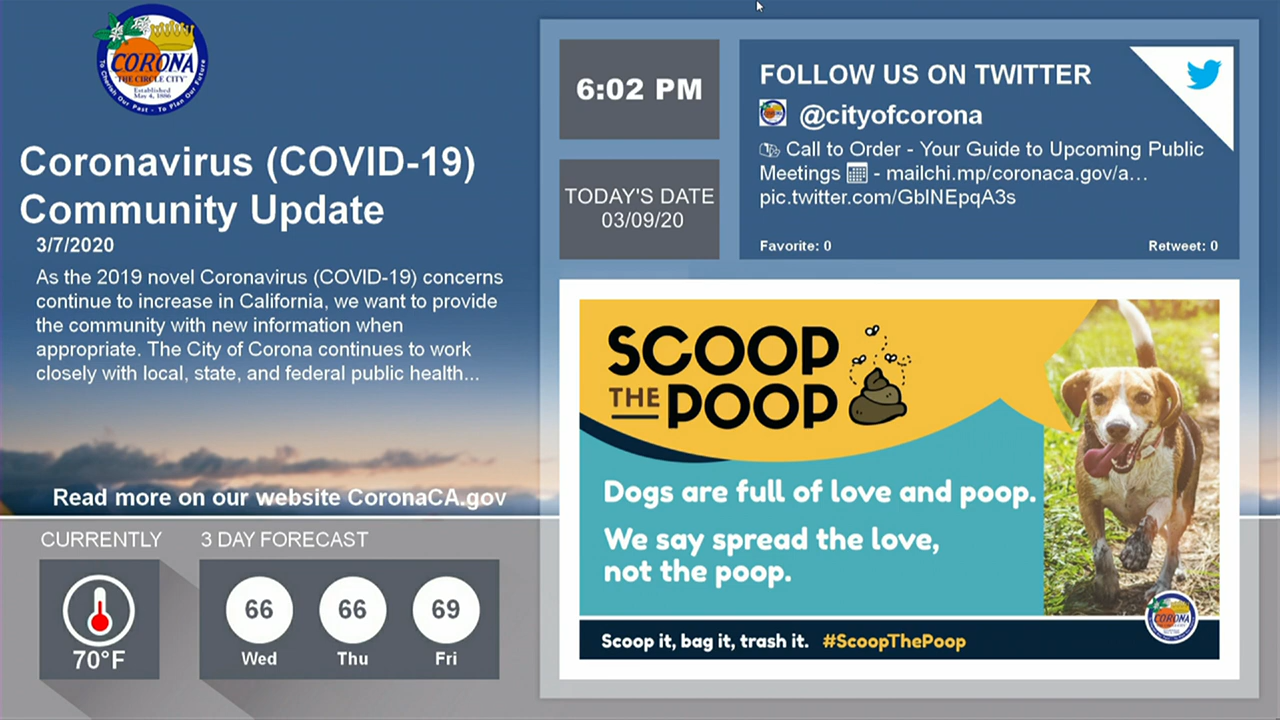 CORONA
"THE CIRCLE CITY"
Established
May 4, 1886
To Cherish Our Past - To Plan Our Future
Coronavirus (COVID-19)
Community Update
3/7/2020
As the 2019 novel Coronavirus (COVID-19) concerns
continue to increase in California, we want to provide
the community with new information when
appropriate. The City of Corona continues to work
closely with local, state, and federal public health...
Read more on our website CoronaCA.gov
CURRENTLY
70°F
3 DAY FORECAST
66 66 69
Wed Thu Fri
6:02 PM
TODAY'S DATE
03/09/20
FOLLOW US ON TWITTER
@cityofcorona
Call to Order - Your Guide to Upcoming Public
Meetings - mailchi.mp/coronaca.gov/a…
pic.twitter.com/GblNEpqA3s
Favorite: 0 Retweet: 0
SCOOP
THE POOP
Dogs are full of love and poop.
We say spread the love,
not the poop.
Scoop it, bag it, trash it. #ScoopThePoop
CORONA